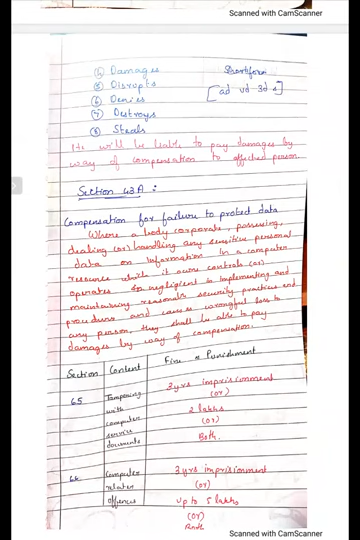 Scanned with CamScanner
④ Damages
⑤ Disrupts
⑥ Denies
⑦ Destroys
⑧ Steals
Shortform
[ad vd 3d s]
He will be liable to pay damages by
way of compensation to affected person.
Section 43A :
Compensation for failure to protect data
Where a body corporate, possessing,
dealing (or) handling any sensitive personal
data or information in a computer
resource which it owns controls (or)
operates is negligent in implementing and
maintaining reasonable security practices and
procedure and causes wrongful loss to
any person, they shall be able to pay
damages by way of compensation.
Section Content Fine & Punishment
65 Tampering with computer service documents
3yrs imprisionment
(or)
2 lakhs
(or)
Both.
66 Computer related offences
3yrs imprisionment
(or)
up to 5 lakhs
(or)
Both
Scanned with CamScanner